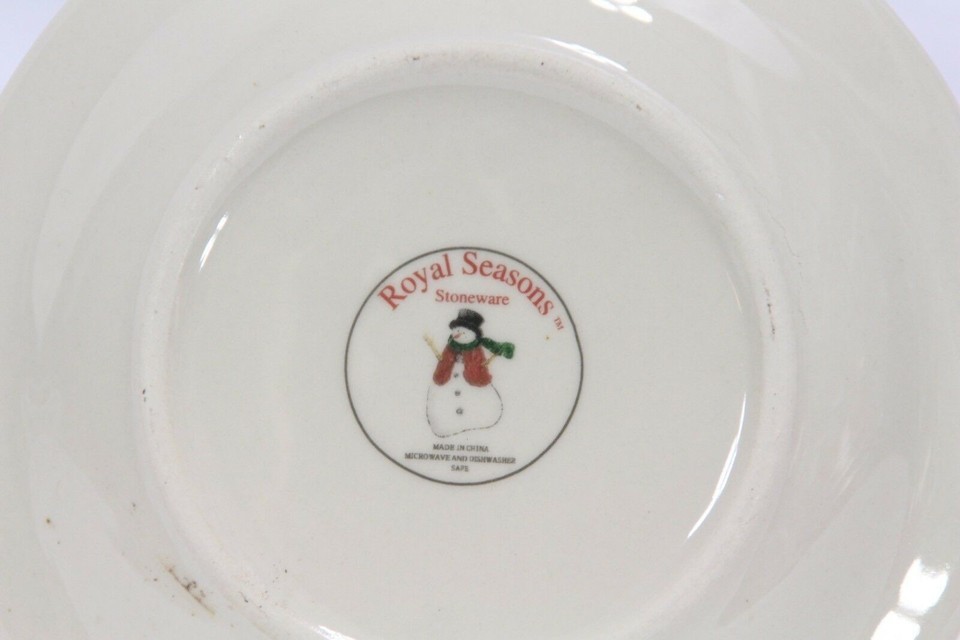 Royal Seasons TM
Stoneware
MADE IN CHINA
MICROWAVE AND DISHWASHER
SAFE